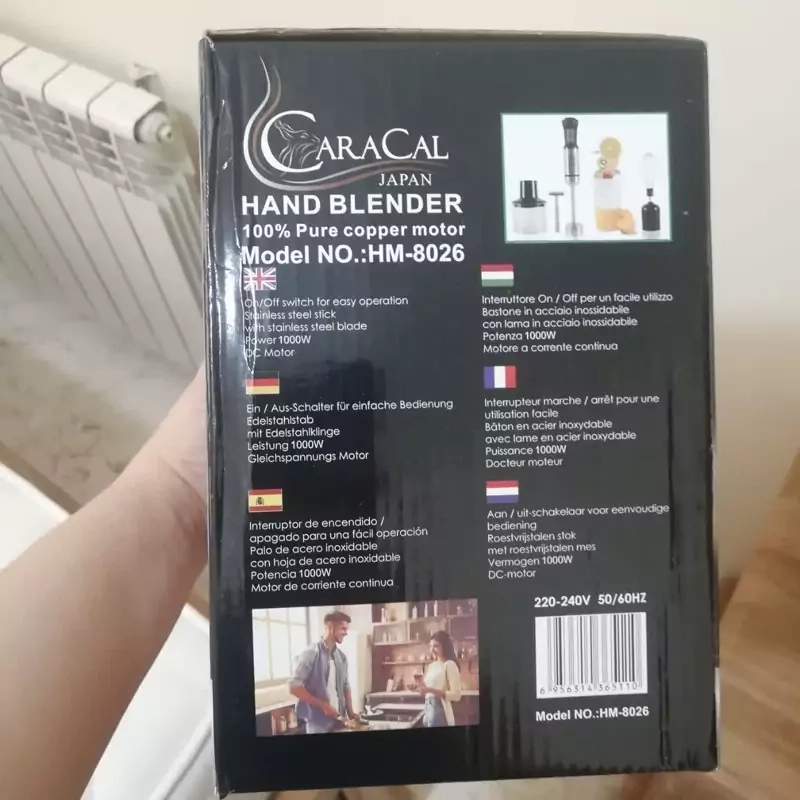 CARACAL
JAPAN
HAND BLENDER
100% Pure copper motor
Model NO.:HM-8026
On/Off switch for easy operation
Stainless steel stick
with stainless steel blade
Power 1000W
DC Motor
Ein / Aus-Schalter für einfache Bedienung
Edelstahlstab
mit Edelstahlklinge
Leistung 1000W
Gleichspannungs Motor
Interruptor de encendido /
apagado para una fácil operación
Palo de acero inoxidable
con hoja de acero inoxidable
Potencia 1000W
Motor de corriente continua
Interruttore On / Off per un facile utilizzo
Bastone in acciaio inossidabile
con lama in acciaio inossidabile
Potenza 1000W
Motore a corrente continua
Interrupteur marche / arrêt pour une
utilisation facile
Bâton en acier inoxydable
avec lame en acier inoxydable
Puissance 1000W
Docteur moteur
Aan / uit-schakelaar voor eenvoudige
bediening
Roestvrijstalen stok
met roestvrijstalen mes
Vermogen 1000W
DC-motor
220-240V 50/60HZ
6 956314 365110
Model NO.:HM-8026